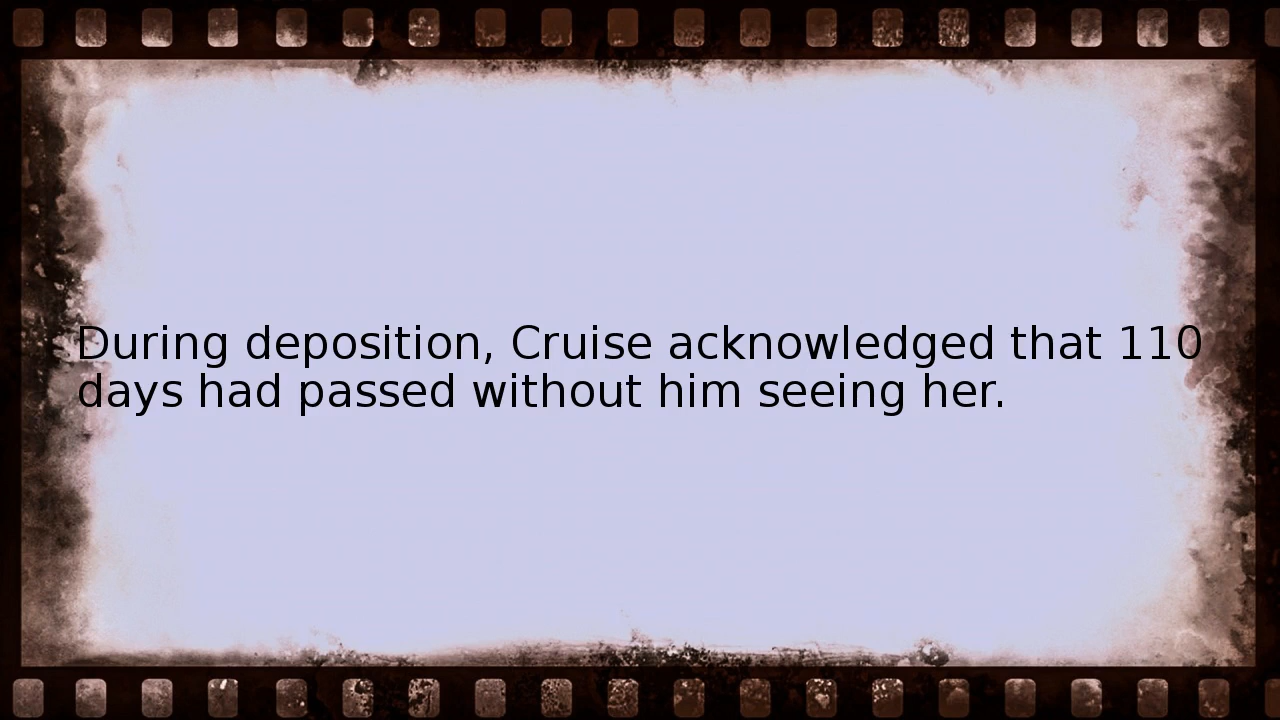 During deposition, Cruise acknowledged that 110
days had passed without him seeing her.